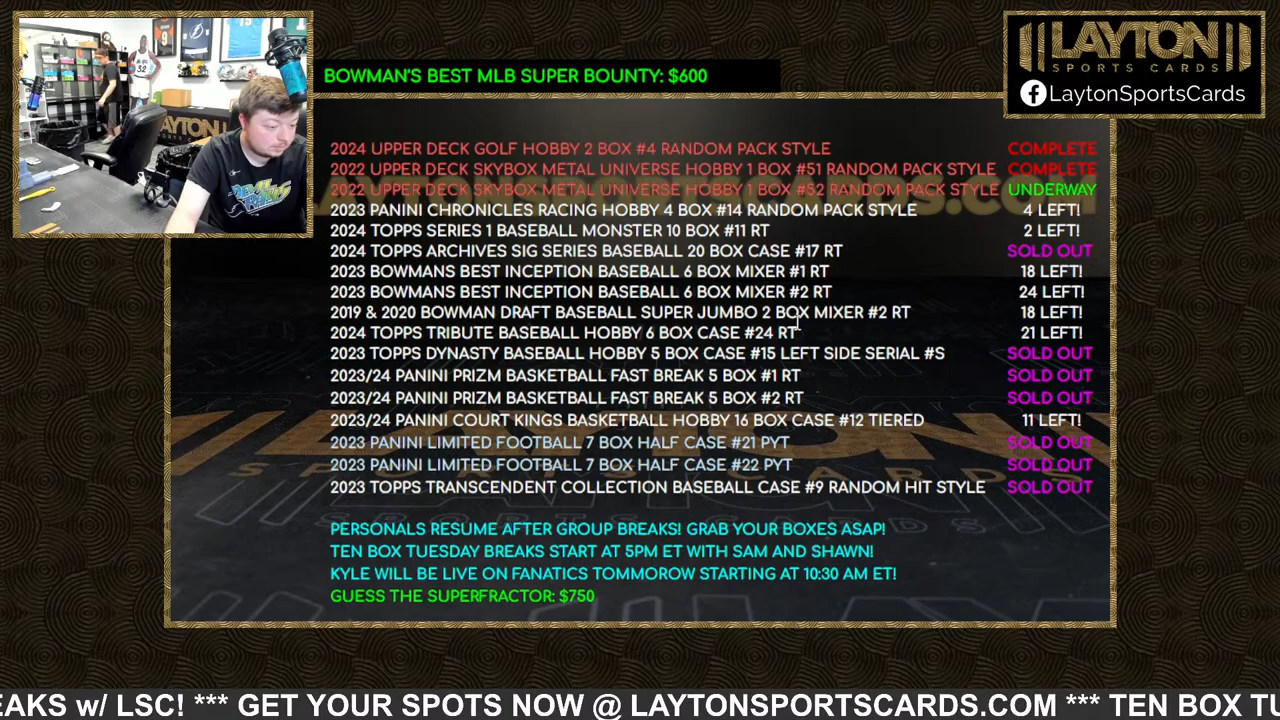 BOWMAN'S BEST MLB SUPER BOUNTY: $600
LAYTON
SPORTS CARDS
LaytonSportsCards
2024 UPPER DECK GOLF HOBBY 2 BOX #4 RANDOM PACK STYLE COMPLETE
2022 UPPER DECK SKYBOX METAL UNIVERSE HOBBY 1 BOX #51 RANDOM PACK STYLE COMPLETE
2022 UPPER DECK SKYBOX METAL UNIVERSE HOBBY 1 BOX #52 RANDOM PACK STYLE UNDERWAY
2023 PANINI CHRONICLES RACING HOBBY 4 BOX #14 RANDOM PACK STYLE 4 LEFT!
2024 TOPPS SERIES 1 BASEBALL MONSTER 10 BOX #11 RT 2 LEFT!
2024 TOPPS ARCHIVES SIG SERIES BASEBALL 20 BOX CASE #17 RT SOLD OUT
2023 BOWMANS BEST INCEPTION BASEBALL 6 BOX MIXER #1 RT 18 LEFT!
2023 BOWMANS BEST INCEPTION BASEBALL 6 BOX MIXER #2 RT 24 LEFT!
2019 & 2020 BOWMAN DRAFT BASEBALL SUPER JUMBO 2 BOX MIXER #2 RT 18 LEFT!
2024 TOPPS TRIBUTE BASEBALL HOBBY 6 BOX CASE #24 RT 21 LEFT!
2023 TOPPS DYNASTY BASEBALL HOBBY 5 BOX CASE #15 LEFT SIDE SERIAL #S SOLD OUT
2023/24 PANINI PRIZM BASKETBALL FAST BREAK 5 BOX #1 RT SOLD OUT
2023/24 PANINI PRIZM BASKETBALL FAST BREAK 5 BOX #2 RT SOLD OUT
2023/24 PANINI COURT KINGS BASKETBALL HOBBY 16 BOX CASE #12 TIERED 11 LEFT!
2023 PANINI LIMITED FOOTBALL 7 BOX HALF CASE #21 PYT SOLD OUT
2023 PANINI LIMITED FOOTBALL 7 BOX HALF CASE #22 PYT SOLD OUT
2023 TOPPS TRANSCENDENT COLLECTION BASEBALL CASE #9 RANDOM HIT STYLE SOLD OUT
PERSONALS RESUME AFTER GROUP BREAKS! GRAB YOUR BOXES ASAP!
TEN BOX TUESDAY BREAKS START AT 5PM ET WITH SAM AND SHAWN!
KYLE WILL BE LIVE ON FANATICS TOMMOROW STARTING AT 10:30 AM ET!
GUESS THE SUPERFRACTOR: $750
EAKS w/ LSC! *** GET YOUR SPOTS NOW @ LAYTONSPORTSCARDS.COM *** TEN BOX TU